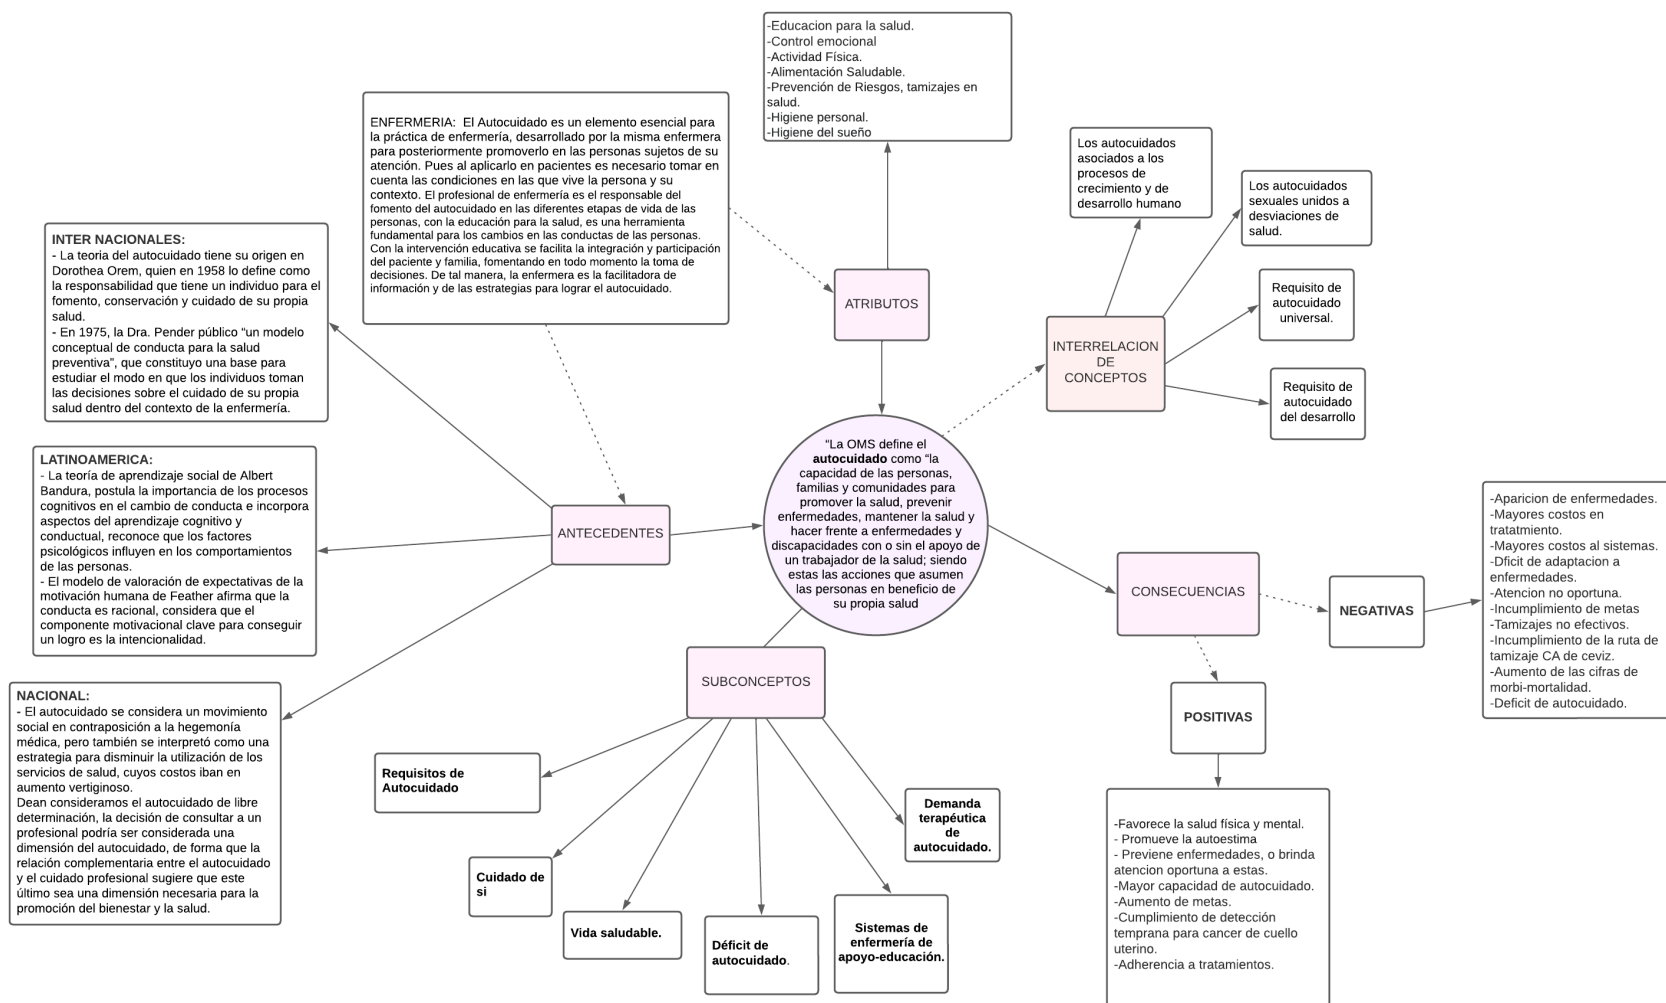 -Educacion para la salud.
-Control emocional
-Actividad Física.
-Alimentación Saludable.
-Prevención de Riesgos, tamizajes en
salud.
-Higiene personal.
-Higiene del sueño
ENFERMERIA:  El Autocuidado es un elemento esencial para
la práctica de enfermería, desarrollado por la misma enfermera
para posteriormente promoverlo en las personas sujetos de su
atención. Pues al aplicarlo en pacientes es necesario tomar en
cuenta las condiciones en las que vive la persona y su
contexto. El profesional de enfermería es el responsable del
fomento del autocuidado en las diferentes etapas de vida de las
personas, con la educación para la salud, es una herramienta
fundamental para los cambios en las conductas de las personas.
Con la intervención educativa se facilita la integración y participación
del paciente y familia, fomentando en todo momento la toma de
decisiones. De tal manera, la enfermera es la facilitadora de
información y de las estrategias para lograr el autocuidado.
ATRIBUTOS
Los autocuidados
asociados a los
procesos de
crecimiento y de
desarrollo humano
Los autocuidados
sexuales unidos a
desviaciones de
salud.
Requisito de
autocuidado
universal.
Requisito de
autocuidado
del desarrollo
INTERRELACION
DE
CONCEPTOS
INTER NACIONALES:
- La teoria del autocuidado tiene su origen en
Dorothea Orem, quien en 1958 lo define como
la responsabilidad que tiene un individuo para el
fomento, conservación y cuidado de su propia
salud.
- En 1975, la Dra. Pender público "un modelo
conceptual de conducta para la salud
preventiva", que constituyo una base para
estudiar el modo en que los individuos toman
las decisiones sobre el cuidado de su propia
salud dentro del contexto de la enfermería.
LATINOAMERICA:
- La teoría de aprendizaje social de Albert
Bandura, postula la importancia de los procesos
cognitivos en el cambio de conducta e incorpora
aspectos del aprendizaje cognitivo y
conductual, reconoce que los factores
psicológicos influyen en los comportamientos
de las personas.
- El modelo de valoración de expectativas de la
motivación humana de Feather afirma que la
conducta es racional, considera que el
componente motivacional clave para conseguir
un logro es la intencionalidad.
NACIONAL:
- El autocuidado se considera un movimiento
social en contraposición a la hegemonía
médica, pero también se interpretó como una
estrategia para disminuir la utilización de los
servicios de salud, cuyos costos iban en
aumento vertiginoso.
Dean consideramos el autocuidado de libre
determinación, la decisión de consultar a un
profesional podría ser considerada una
dimensión del autocuidado, de forma que la
relación complementaria entre el autocuidado
y el cuidado profesional sugiere que este
último sea una dimensión necesaria para la
promoción del bienestar y la salud.
ANTECEDENTES
"La OMS define el
autocuidado como "la
capacidad de las personas,
familias y comunidades para
promover la salud, prevenir
enfermedades, mantener la salud y
hacer frente a enfermedades y
discapacidades con o sin el apoyo de
un trabajador de la salud; siendo
estas las acciones que asumen
las personas en beneficio de
su propia salud
CONSECUENCIAS
NEGATIVAS
-Aparicion de enfermedades.
-Mayores costos en
tratatmiento.
-Mayores costos al sistemas.
-Dficit de adaptacion a
enfermedades.
-Atencion no oportuna.
-Incumplimiento de metas
-Tamizajes no efectivos.
-Incumplimiento de la ruta de
tamizaje CA de ceviz.
-Aumento de las cifras de
morbi-mortalidad.
-Deficit de autocuidado.
POSITIVAS
-Favorece la salud física y mental.
- Promueve la autoestima
- Previene enfermedades, o brinda
atencion oportuna a estas.
-Mayor capacidad de autocuidado.
-Aumento de metas.
-Cumplimiento de detección
temprana para cancer de cuello
uterino.
-Adherencia a tratamientos.
SUBCONCEPTOS
Requisitos de
Autocuidado
Cuidado de
si
Vida saludable.
Déficit de
autocuidado.
Sistemas de
enfermería de
apoyo-educación.
Demanda
terapéutica
de
autocuidado.